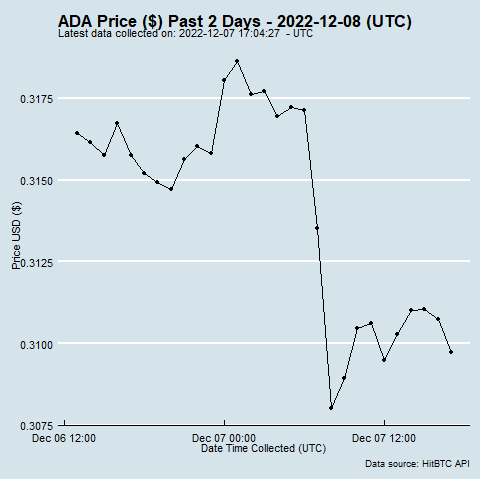 ADA Price ($) Past 2 Days - 2022-12-08 (UTC)
Latest data collected on: 2022-12-07 17:04:27 - UTC
Price USD ($)
0.3175
0.3150
0.3125
0.3100
0.3075
Dec 06 12:00
Dec 07 00:00
Dec 07 12:00
Date Time Collected (UTC)
Data source: HitBTC API